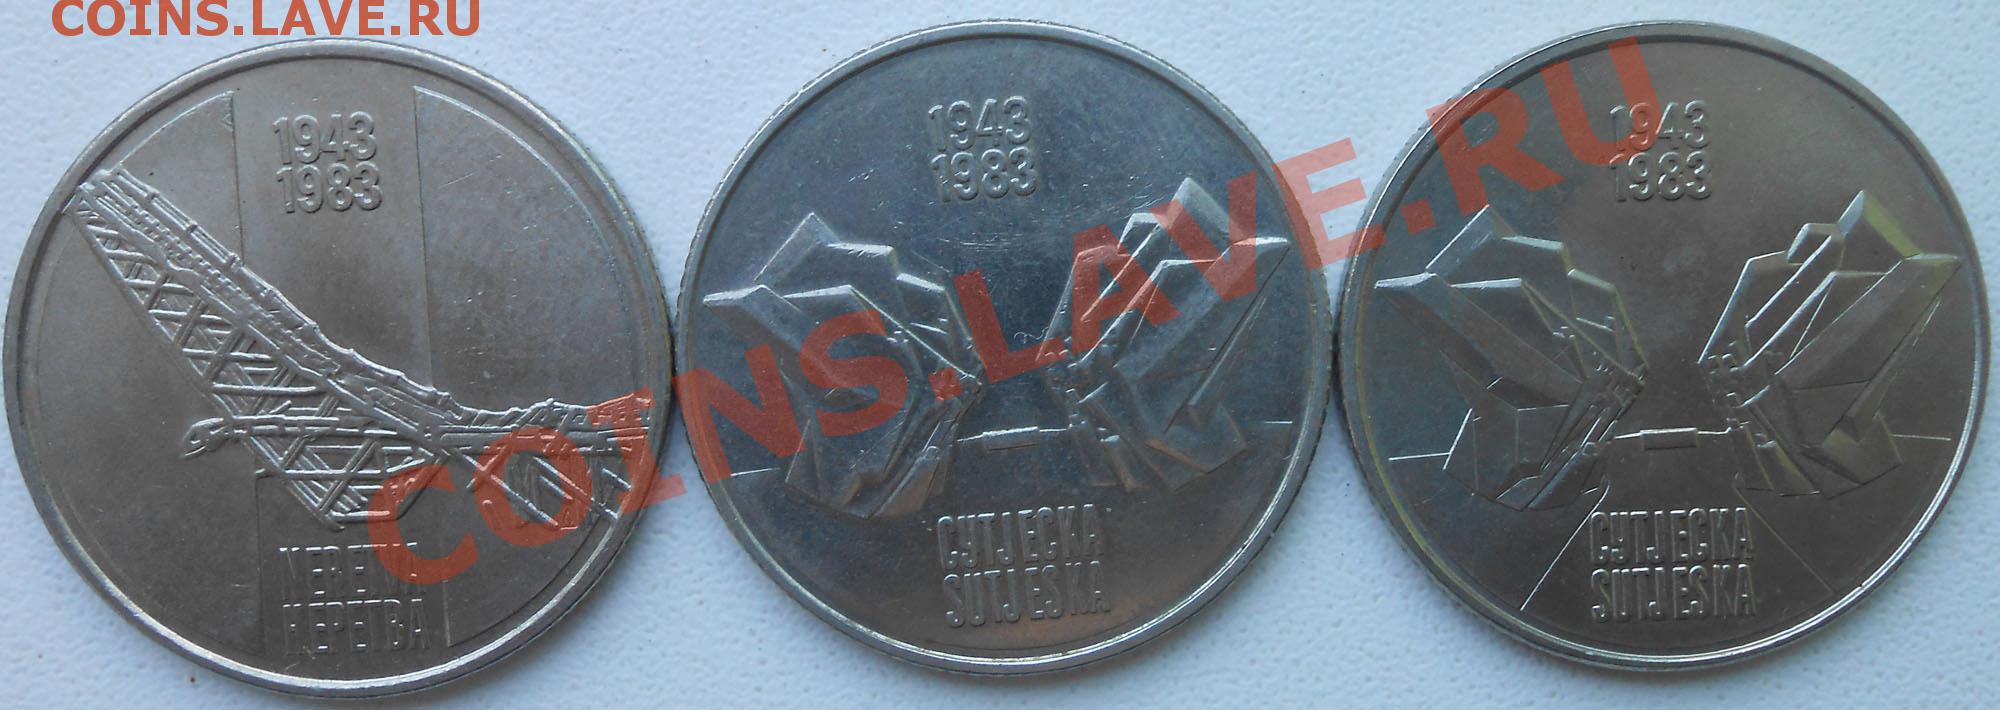 COINS.LAVE.RU
1943
1983
NERETVA
НЕРЕТВА
1943
1983
СУТЈЕСКА
SUTJESKA
1943
1983
СУТЈЕСКА
SUTJESKA
COINS.LAVE.RU